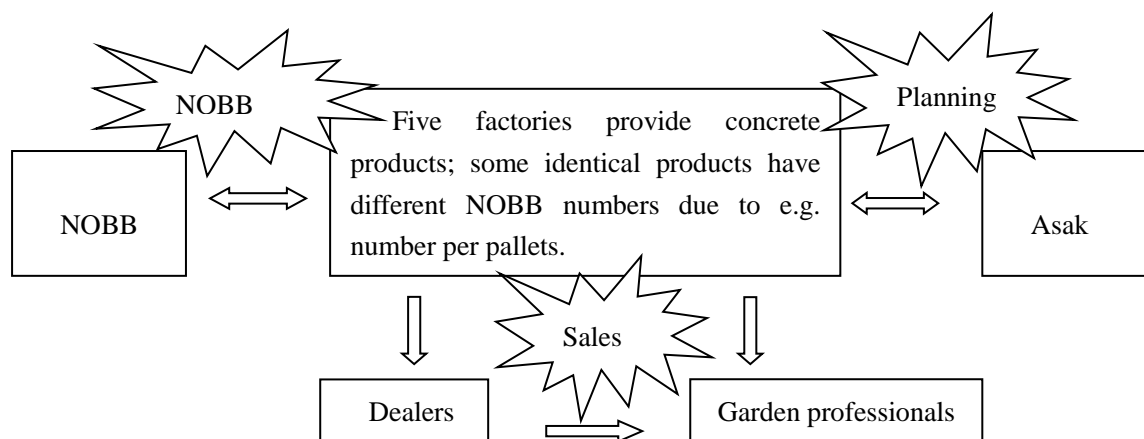 NOBB
Planning
Five factories provide concrete
products; some identical products have
different NOBB numbers due to e.g.
number per pallets.
NOBB
Asak
Sales
Dealers
Garden professionals